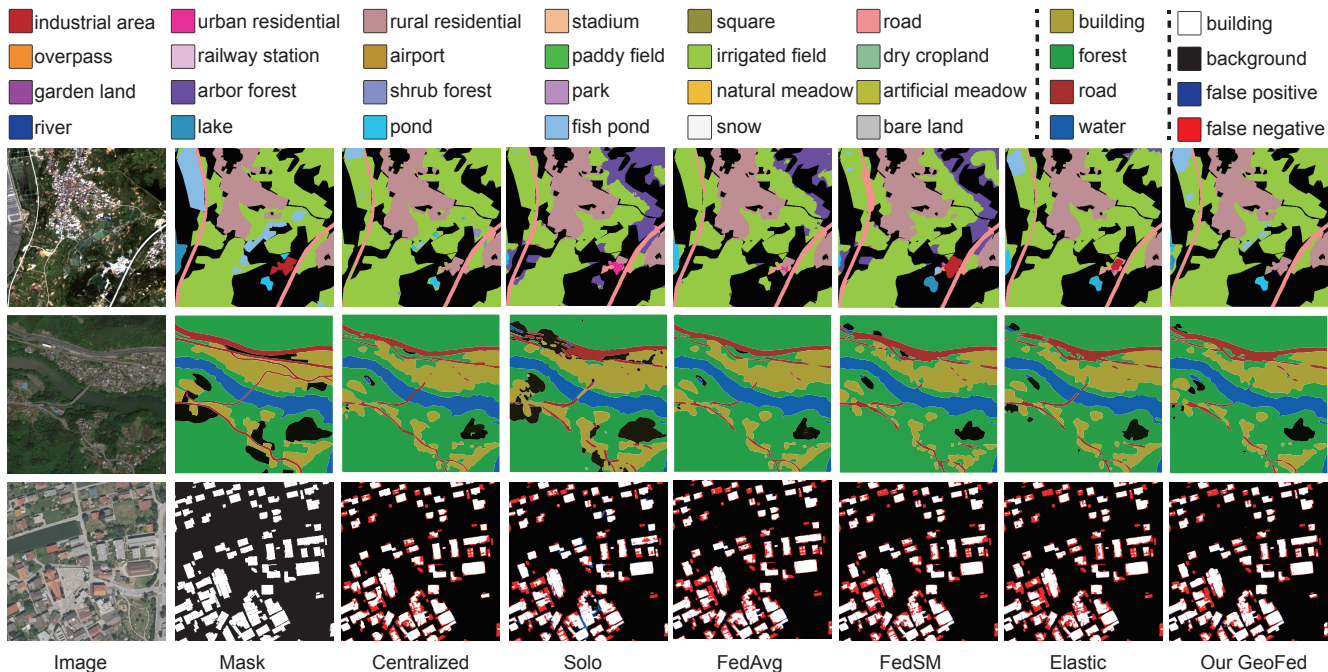 industrial area urban residential rural residential stadium square road building building
overpass railway station airport paddy field irrigated field dry cropland forest background
garden land arbor forest shrub forest park natural meadow artificial meadow road false positive
river lake pond fish pond snow bare land water false negative
Image Mask Centralized Solo FedAvg FedSM Elastic Our GeoFed